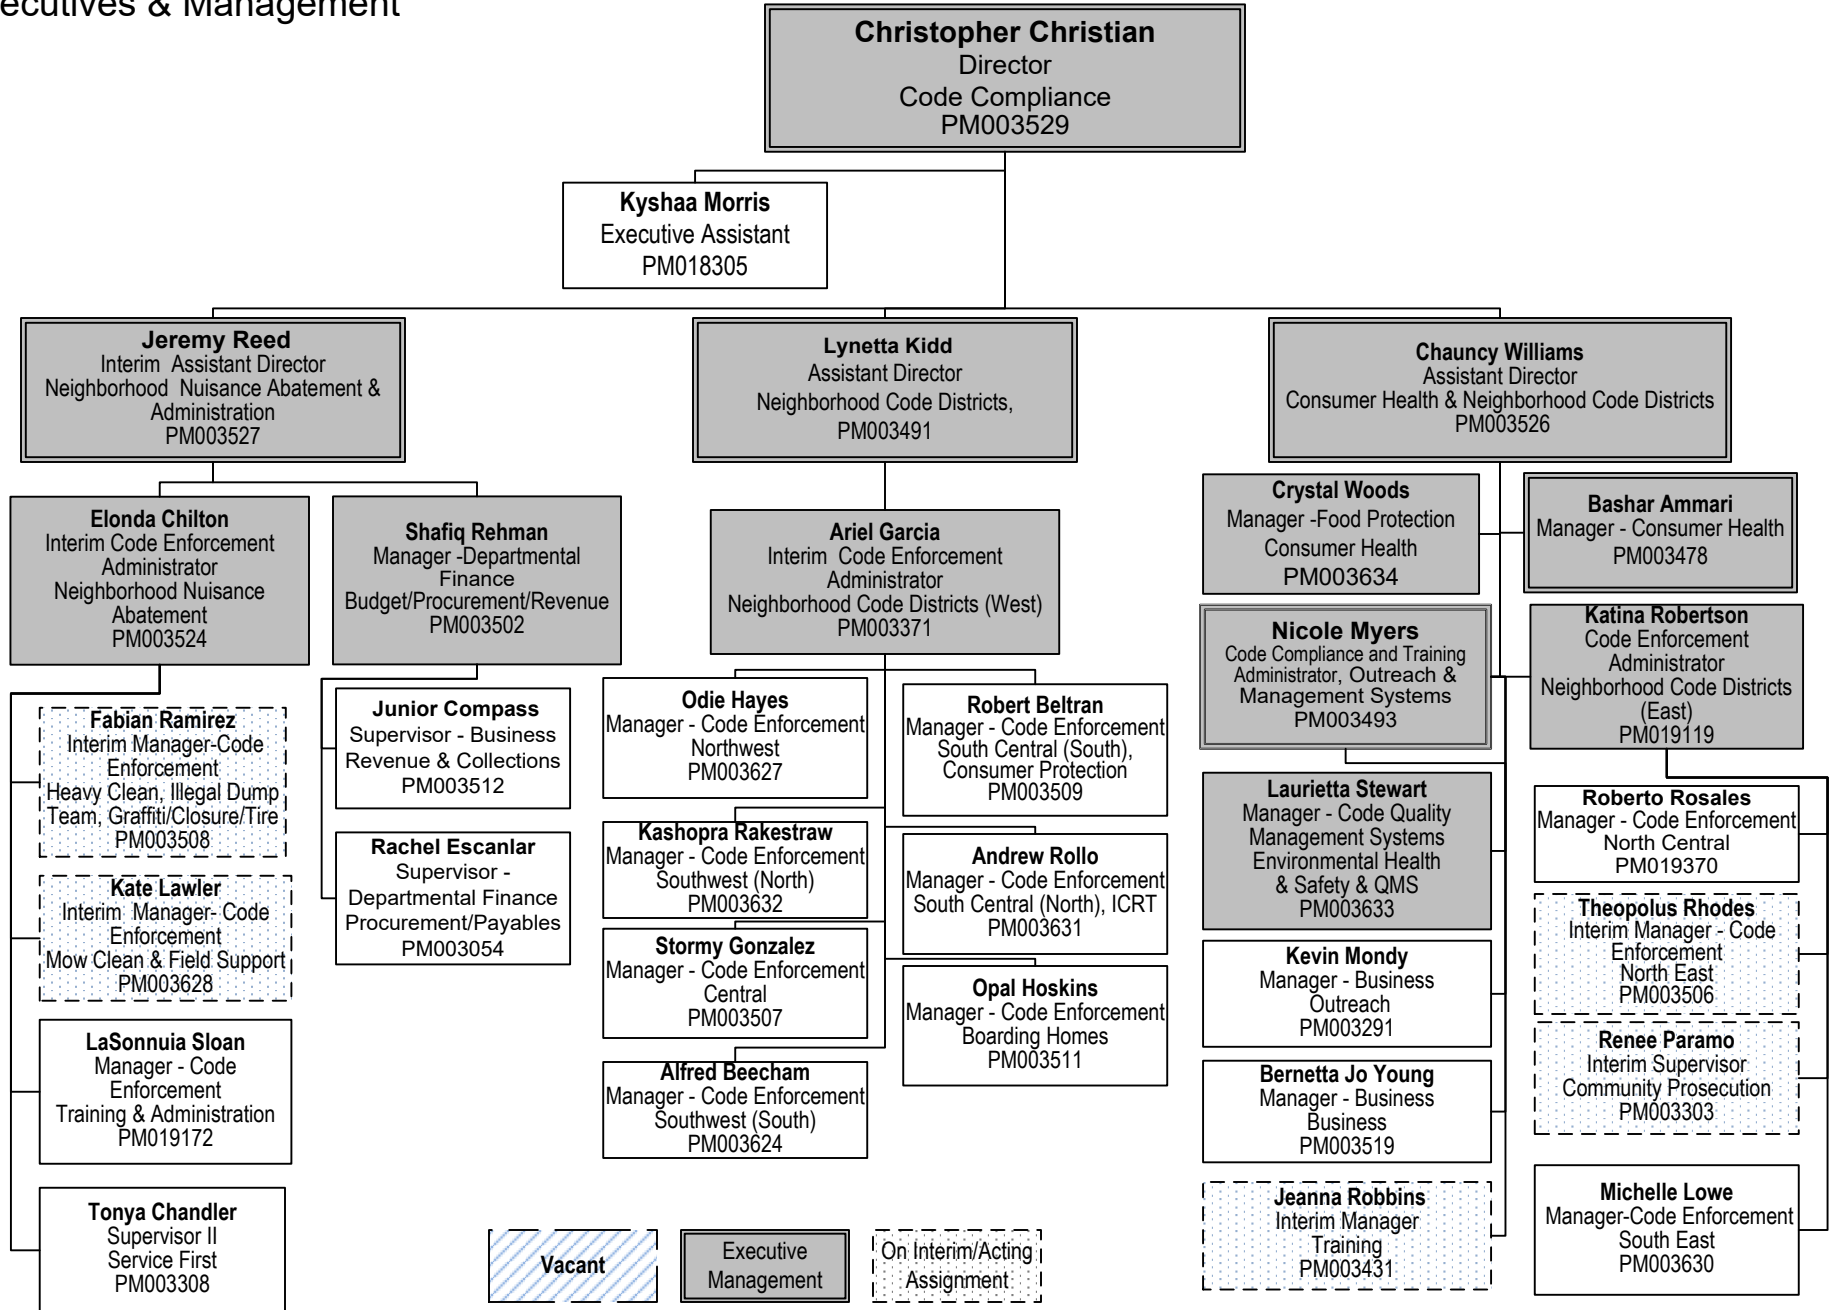 ecutives & Management
Christopher Christian
Director
Code Compliance
PM003529
Kyshaa Morris
Executive Assistant
PM018305
Jeremy Reed
Interim Assistant Director
Neighborhood Nuisance Abatement &
Administration
PM003527
Lynetta Kidd
Assistant Director
Neighborhood Code Districts,
PM003491
Chauncy Williams
Assistant Director
Consumer Health & Neighborhood Code Districts
PM003526
Elonda Chilton
Interim Code Enforcement
Administrator
Neighborhood Nuisance
Abatement
PM003524
Shafiq Rehman
Manager -Departmental
Finance
Budget/Procurement/Revenue
PM003502
Ariel Garcia
Interim Code Enforcement
Administrator
Neighborhood Code Districts (West)
PM003371
Crystal Woods
Manager -Food Protection
Consumer Health
PM003634
Bashar Ammari
Manager - Consumer Health
PM003478
Nicole Myers
Code Compliance and Training
Administrator, Outreach &
Management Systems
PM003493
Katina Robertson
Code Enforcement
Administrator
Neighborhood Code Districts
(East)
PM019119
Fabian Ramirez
Interim Manager-Code
Enforcement
Heavy Clean, Illegal Dump
Team, Graffiti/Closure/Tire
PM003508
Kate Lawler
Interim Manager- Code
Enforcement
Mow Clean & Field Support
PM003628
LaSonnuia Sloan
Manager - Code
Enforcement
Training & Administration
PM019172
Tonya Chandler
Supervisor II
Service First
PM003308
Junior Compass
Supervisor - Business
Revenue & Collections
PM003512
Rachel Escanlar
Supervisor -
Departmental Finance
Procurement/Payables
PM003054
Odie Hayes
Manager - Code Enforcement
Northwest
PM003627
Kashopra Rakestraw
Manager - Code Enforcement
Southwest (North)
PM003632
Stormy Gonzalez
Manager - Code Enforcement
Central
PM003507
Alfred Beecham
Manager - Code Enforcement
Southwest (South)
PM003624
Robert Beltran
Manager - Code Enforcement
South Central (South),
Consumer Protection
PM003509
Andrew Rollo
Manager - Code Enforcement
South Central (North), ICRT
PM003631
Opal Hoskins
Manager - Code Enforcement
Boarding Homes
PM003511
Laurietta Stewart
Manager - Code Quality
Management Systems
Environmental Health
& Safety & QMS
PM003633
Kevin Mondy
Manager - Business
Outreach
PM003291
Bernetta Jo Young
Manager - Business
Business
PM003519
Jeanna Robbins
Interim Manager
Training
PM003431
Roberto Rosales
Manager - Code Enforcement
North Central
PM019370
Theopolus Rhodes
Interim Manager - Code
Enforcement
North East
PM003506
Renee Paramo
Interim Supervisor
Community Prosecution
PM003303
Michelle Lowe
Manager-Code Enforcement
South East
PM003630
Vacant
Executive
Management
On Interim/Acting
Assignment